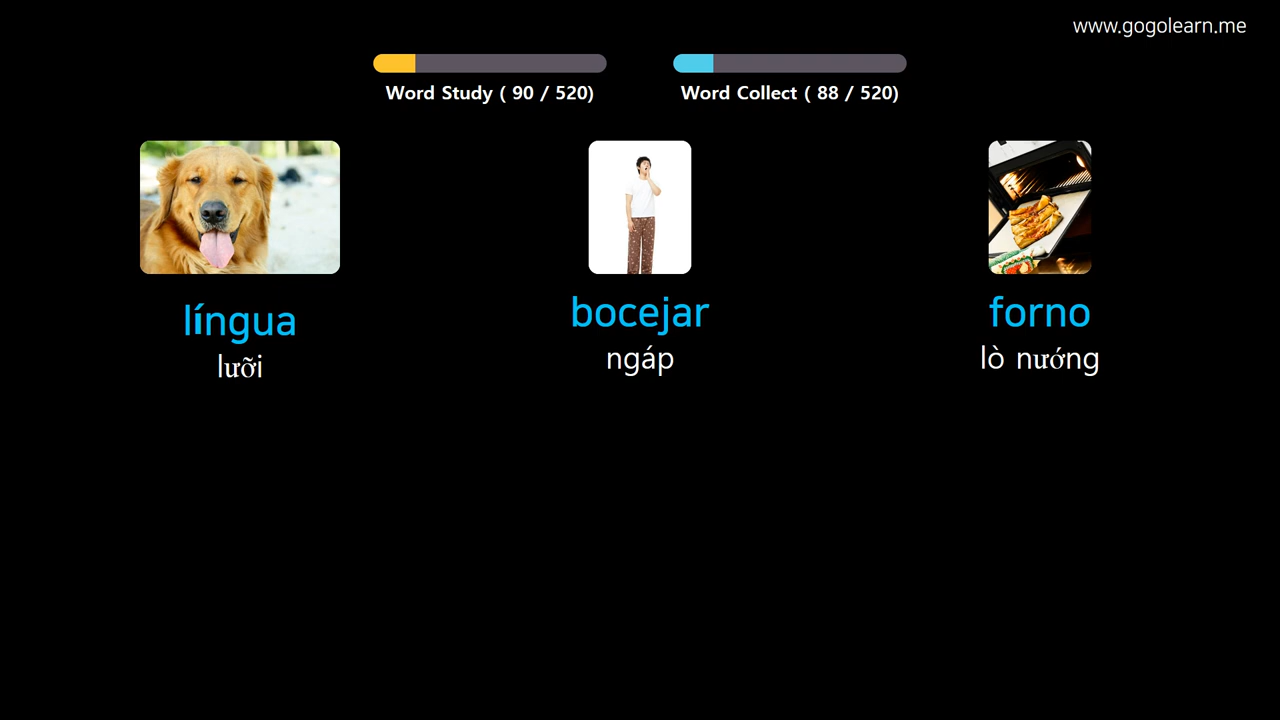 www.gogolearn.me
Word Study ( 90 / 520)
Word Collect ( 88 / 520)
língua
lưỡi
bocejar
ngáp
forno
lò nướng